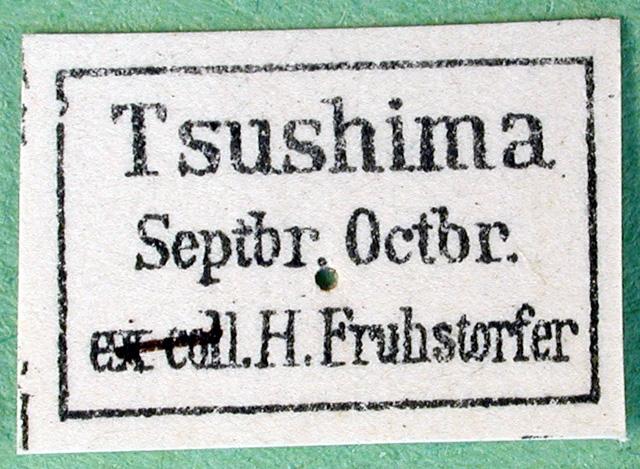 Tsushima
Septbr. Octbr.
ex coll. H. Fruhstorfer